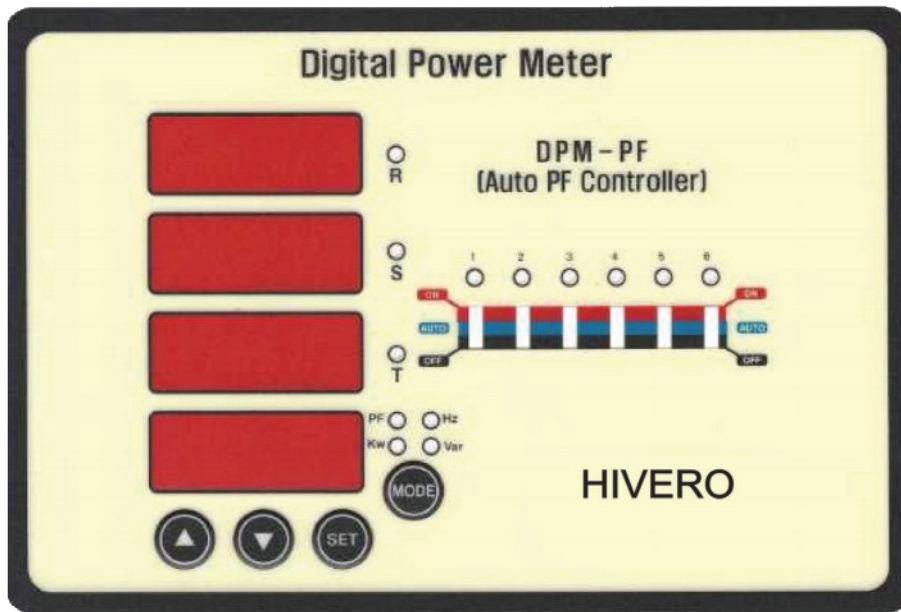 Digital Power Meter
DPM-PF
(Auto PF Controller)
R
S
T
1 2 3 4 5 6
ON ON
AUTO AUTO
OFF OFF
PF Hz
Kw Var
MODE
SET
HIVERO